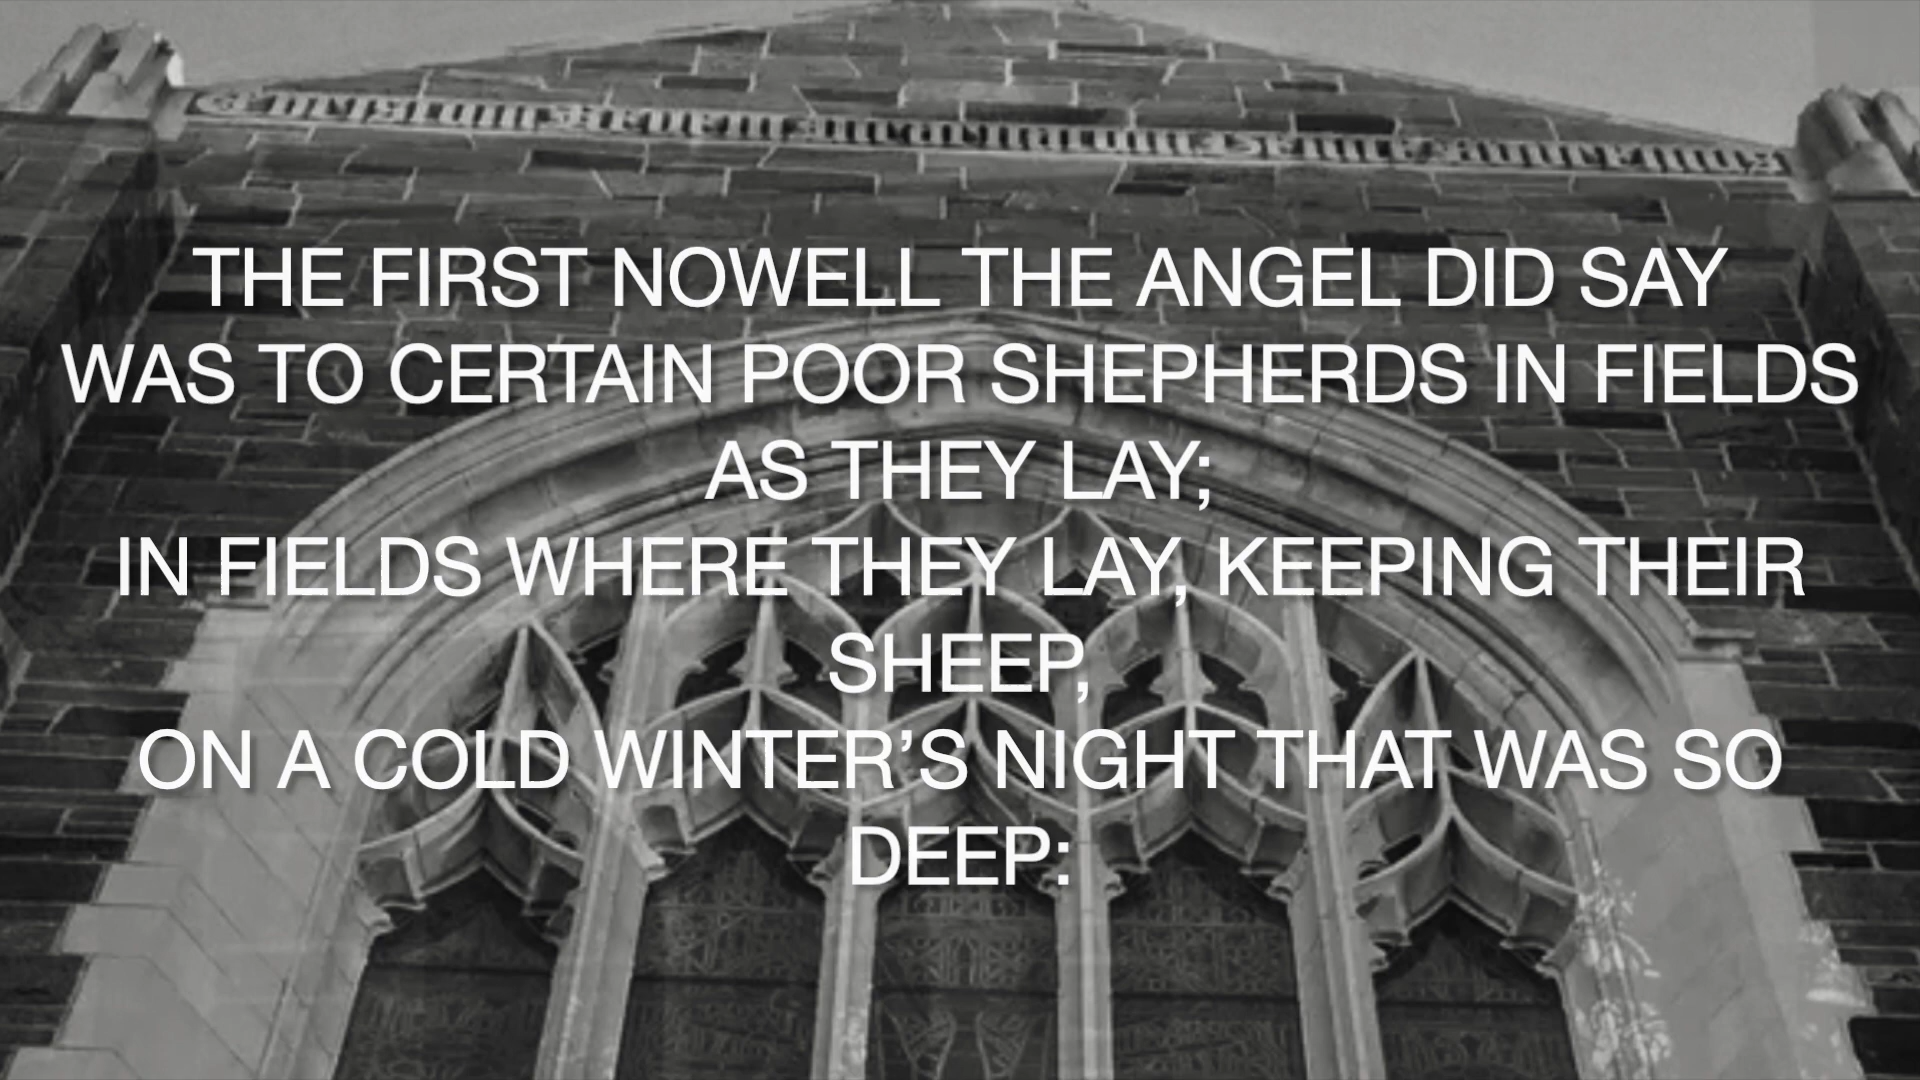 THE FIRST NOWELL THE ANGEL DID SAY
WAS TO CERTAIN POOR SHEPHERDS IN FIELDS
AS THEY LAY;
IN FIELDS WHERE THEY LAY, KEEPING THEIR
SHEEP,
ON A COLD WINTER’S NIGHT THAT WAS SO
DEEP: